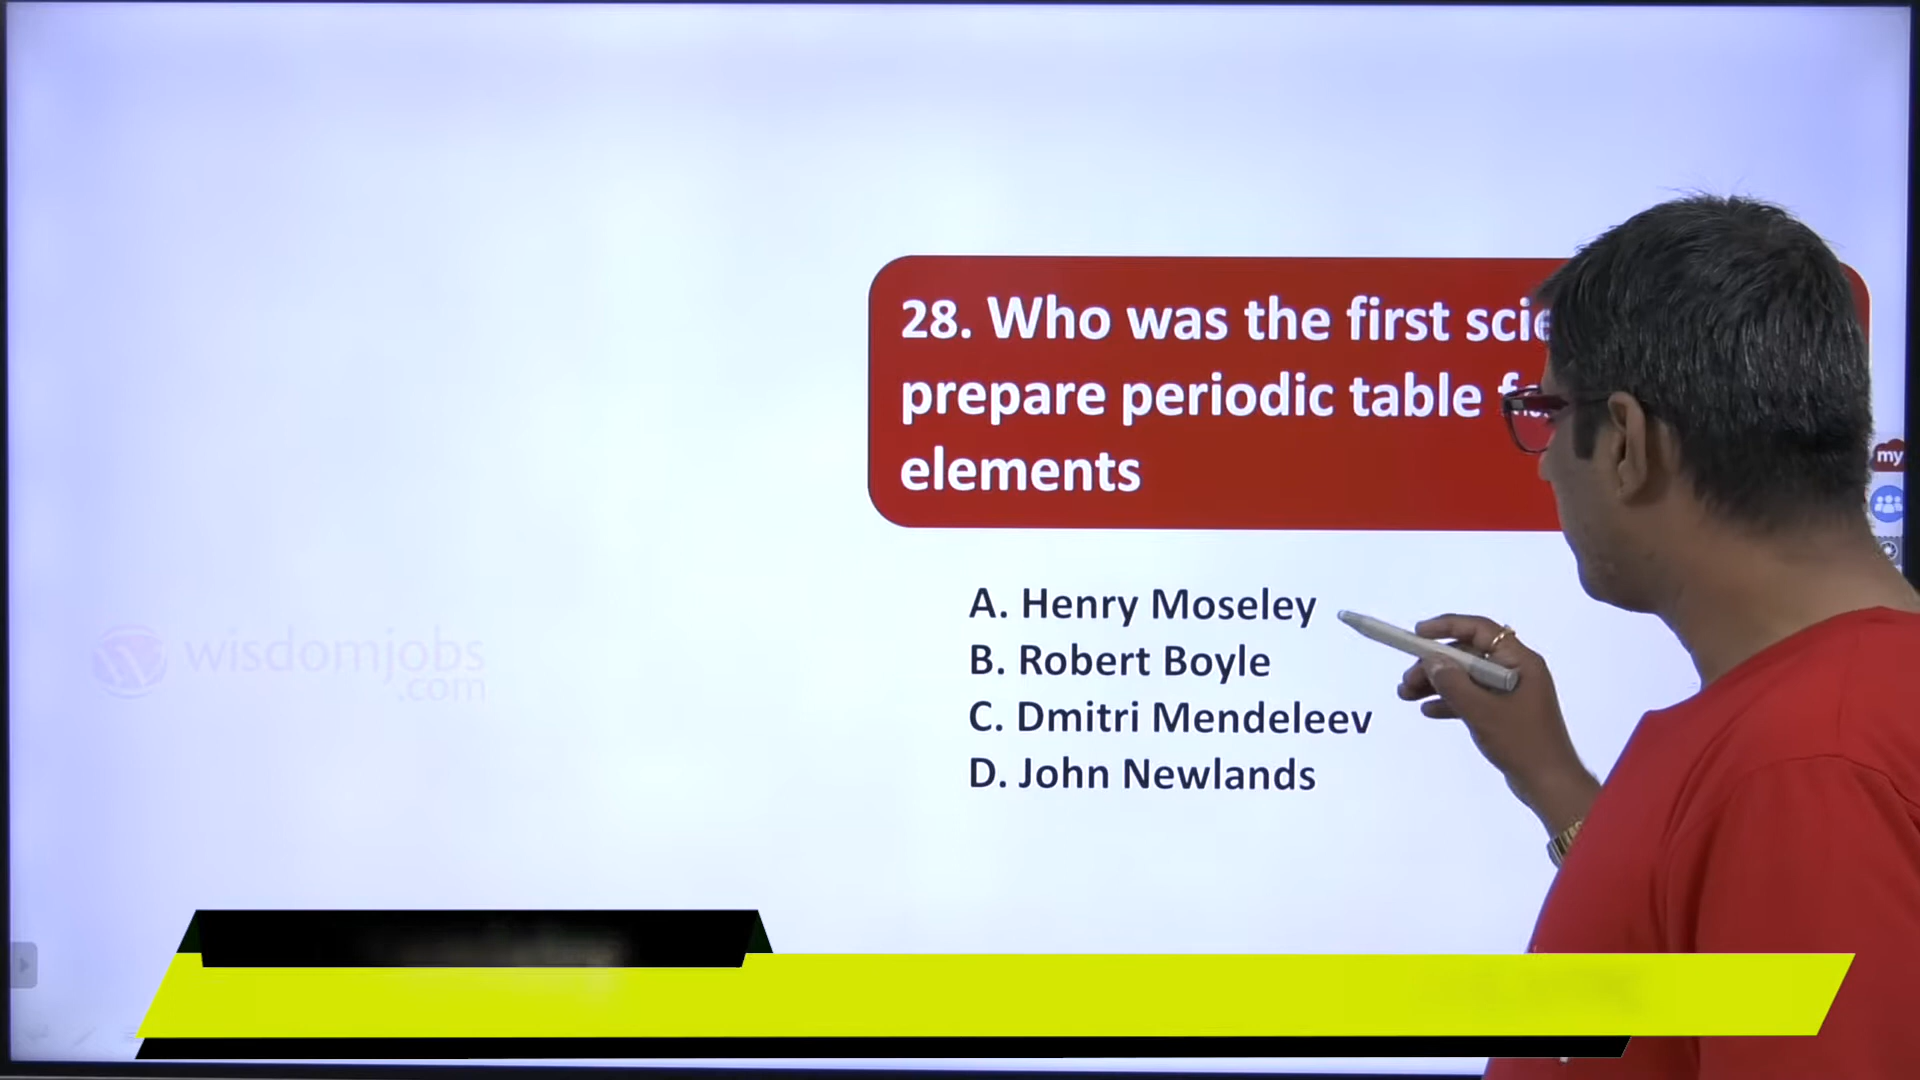 28. Who was the first
prepare periodic table
elements
A. Henry Moseley
B. Robert Boyle
C. Dmitri Mendeleev
D. John Newlands
wisdomjobs
.com
my